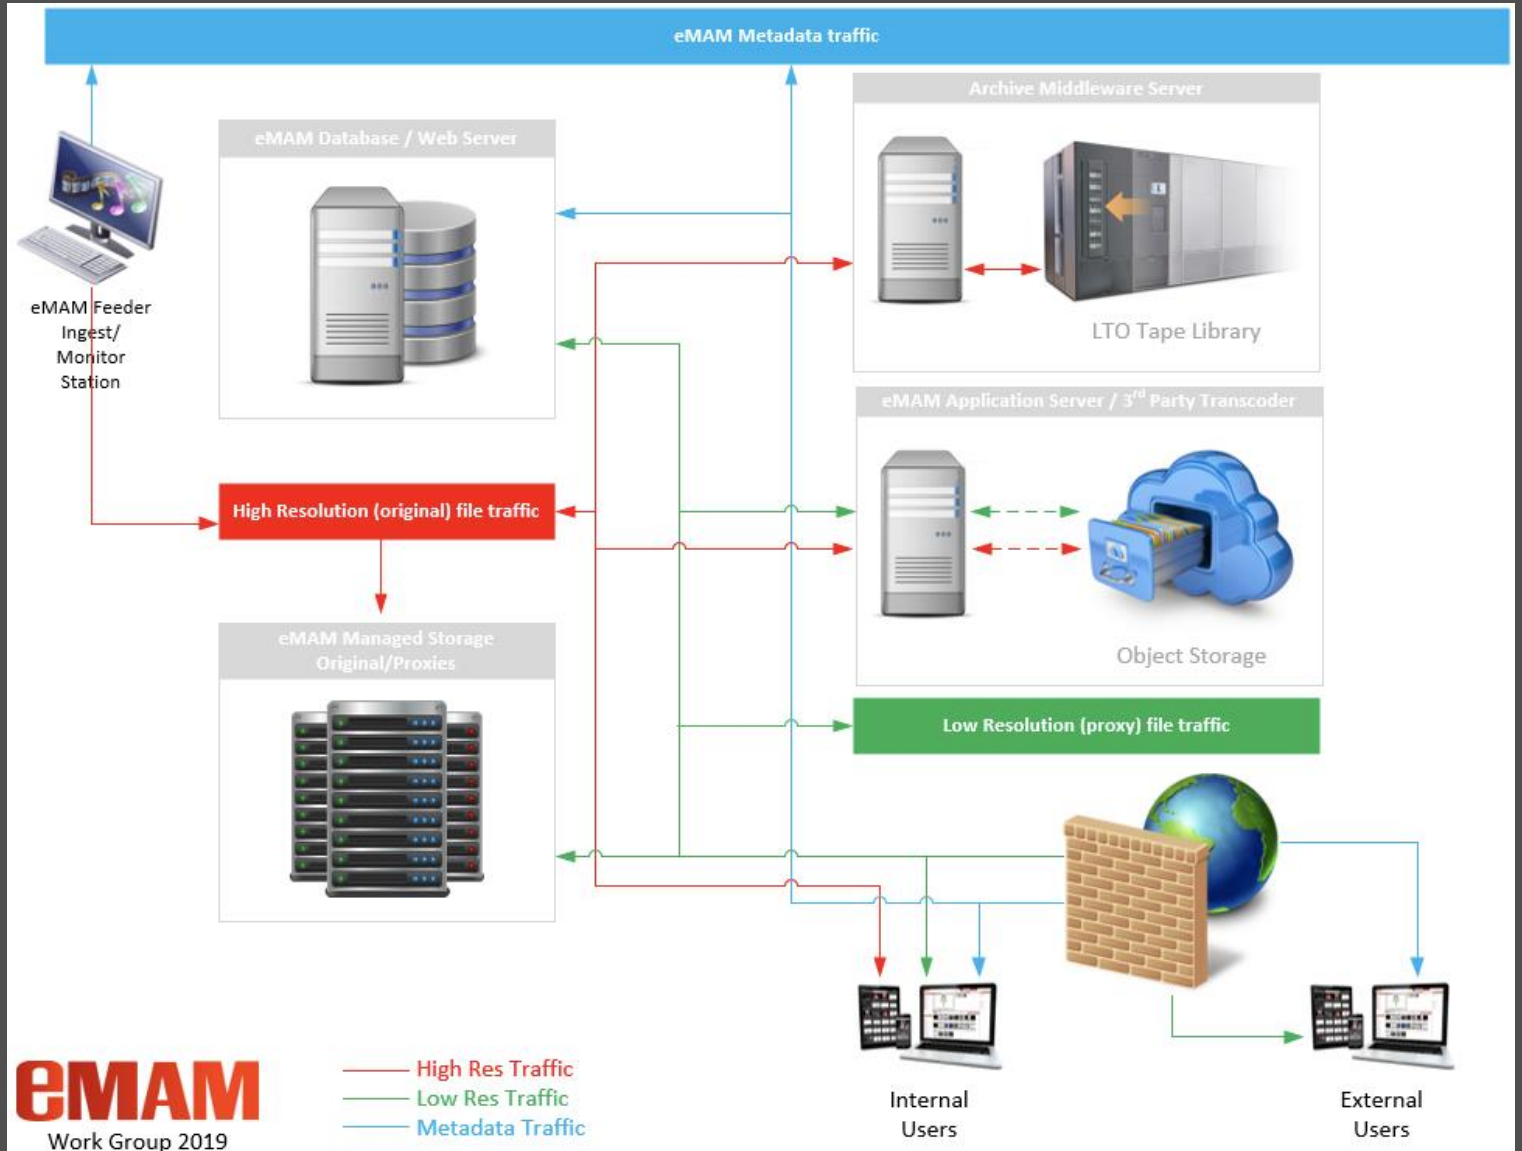 eMAM Metadata traffic
Archive Middleware Server
eMAM Database / Web Server
eMAM Feeder
Ingest/
Monitor
Station
LTO Tape Library
eMAM Application Server / 3rd Party Transcoder
High Resolution (original) file traffic
eMAM Managed Storage
Original/Proxies
Object Storage
Low Resolution (proxy) file traffic
eMAM
Work Group 2019
High Res Traffic
Low Res Traffic
Metadata Traffic
Internal
Users
External
Users